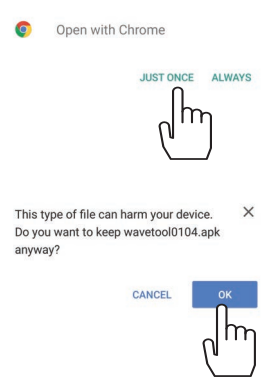 Open with Chrome
JUST ONCE ALWAYS
This type of file can harm your device.
Do you want to keep wavetool0104.apk
anyway?
CANCEL OK